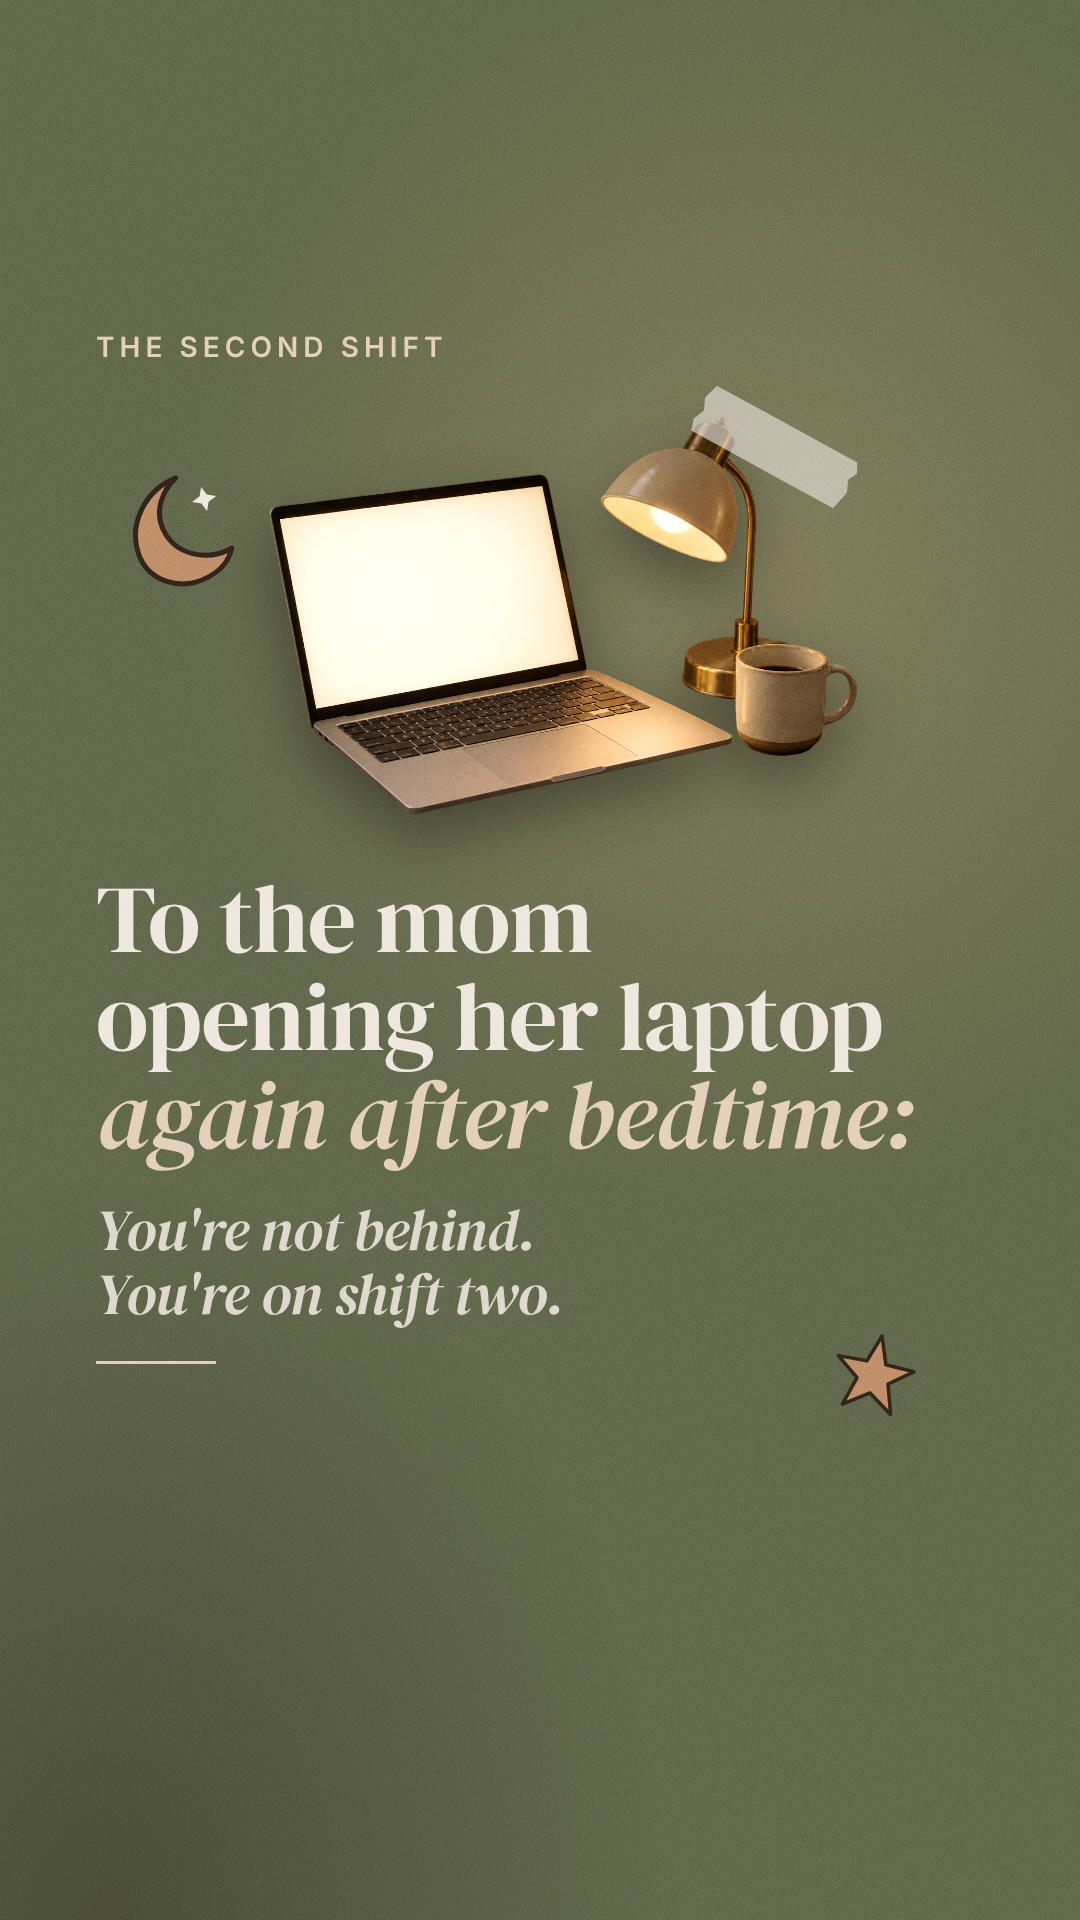 THE SECOND SHIFT
To the mom
opening her laptop
again after bedtime:
You're not behind.
You're on shift two.